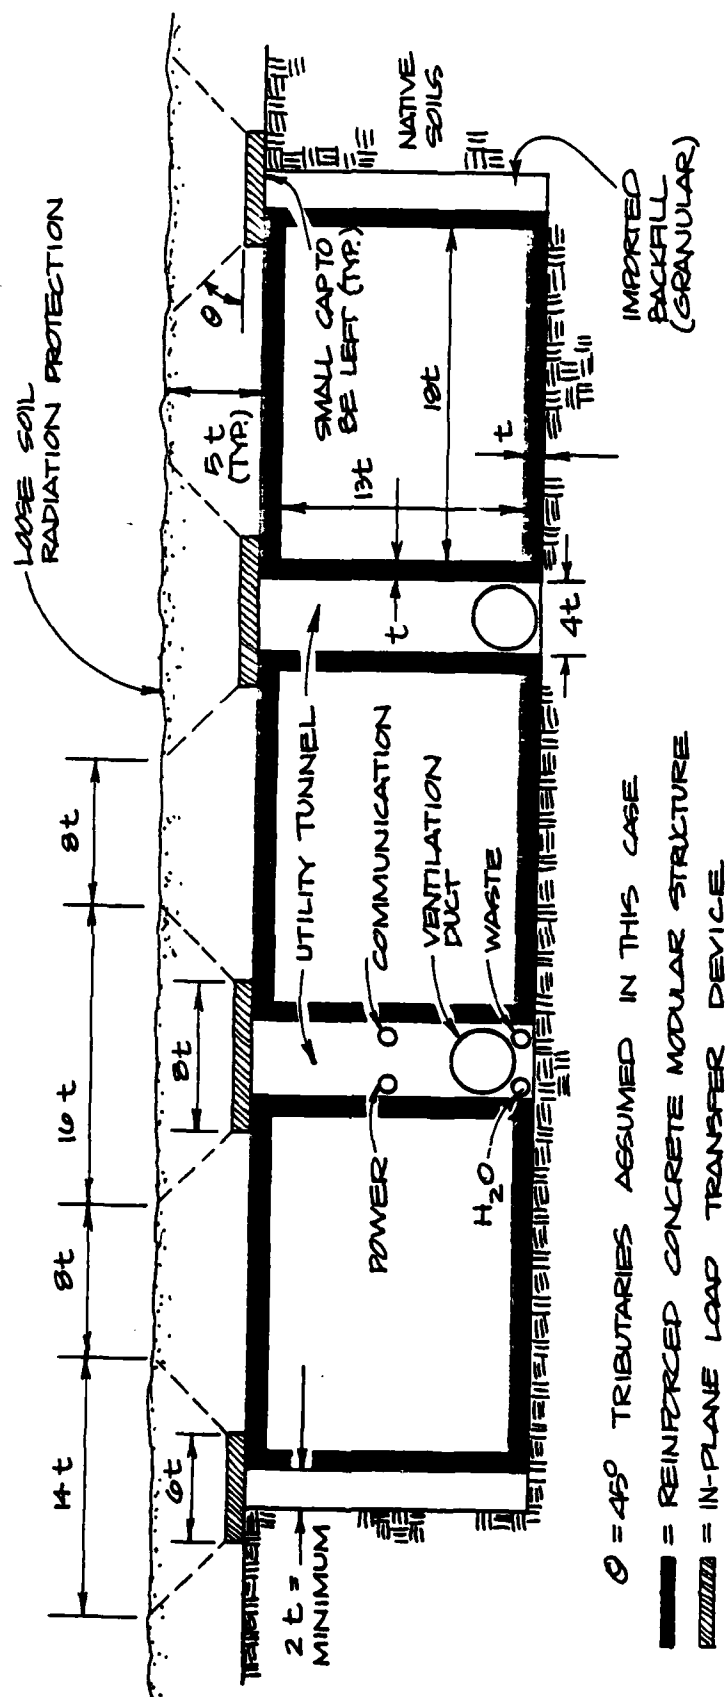 LOOSE SOIL
RADIATION PROTECTION
14t
8t
16t
8t
6t
8t
5t
(TYP.)
θ
2t =
MINIMUM
UTILITY TUNNEL
SMALL CAP TO
BE LEFT (TYP.)
NATIVE
SOILS
POWER
COMMUNICATION
VENTILATION
DUCT
WASTE
H2O
t
13t
18t
t
4t
IMPORTED
BACKFILL
(GRANULAR)
θ = 45° TRIBUTARIES ASSUMED IN THIS CASE
= REINFORCED CONCRETE MODULAR STRUCTURE
= IN-PLANE LOAD TRANSFER DEVICE